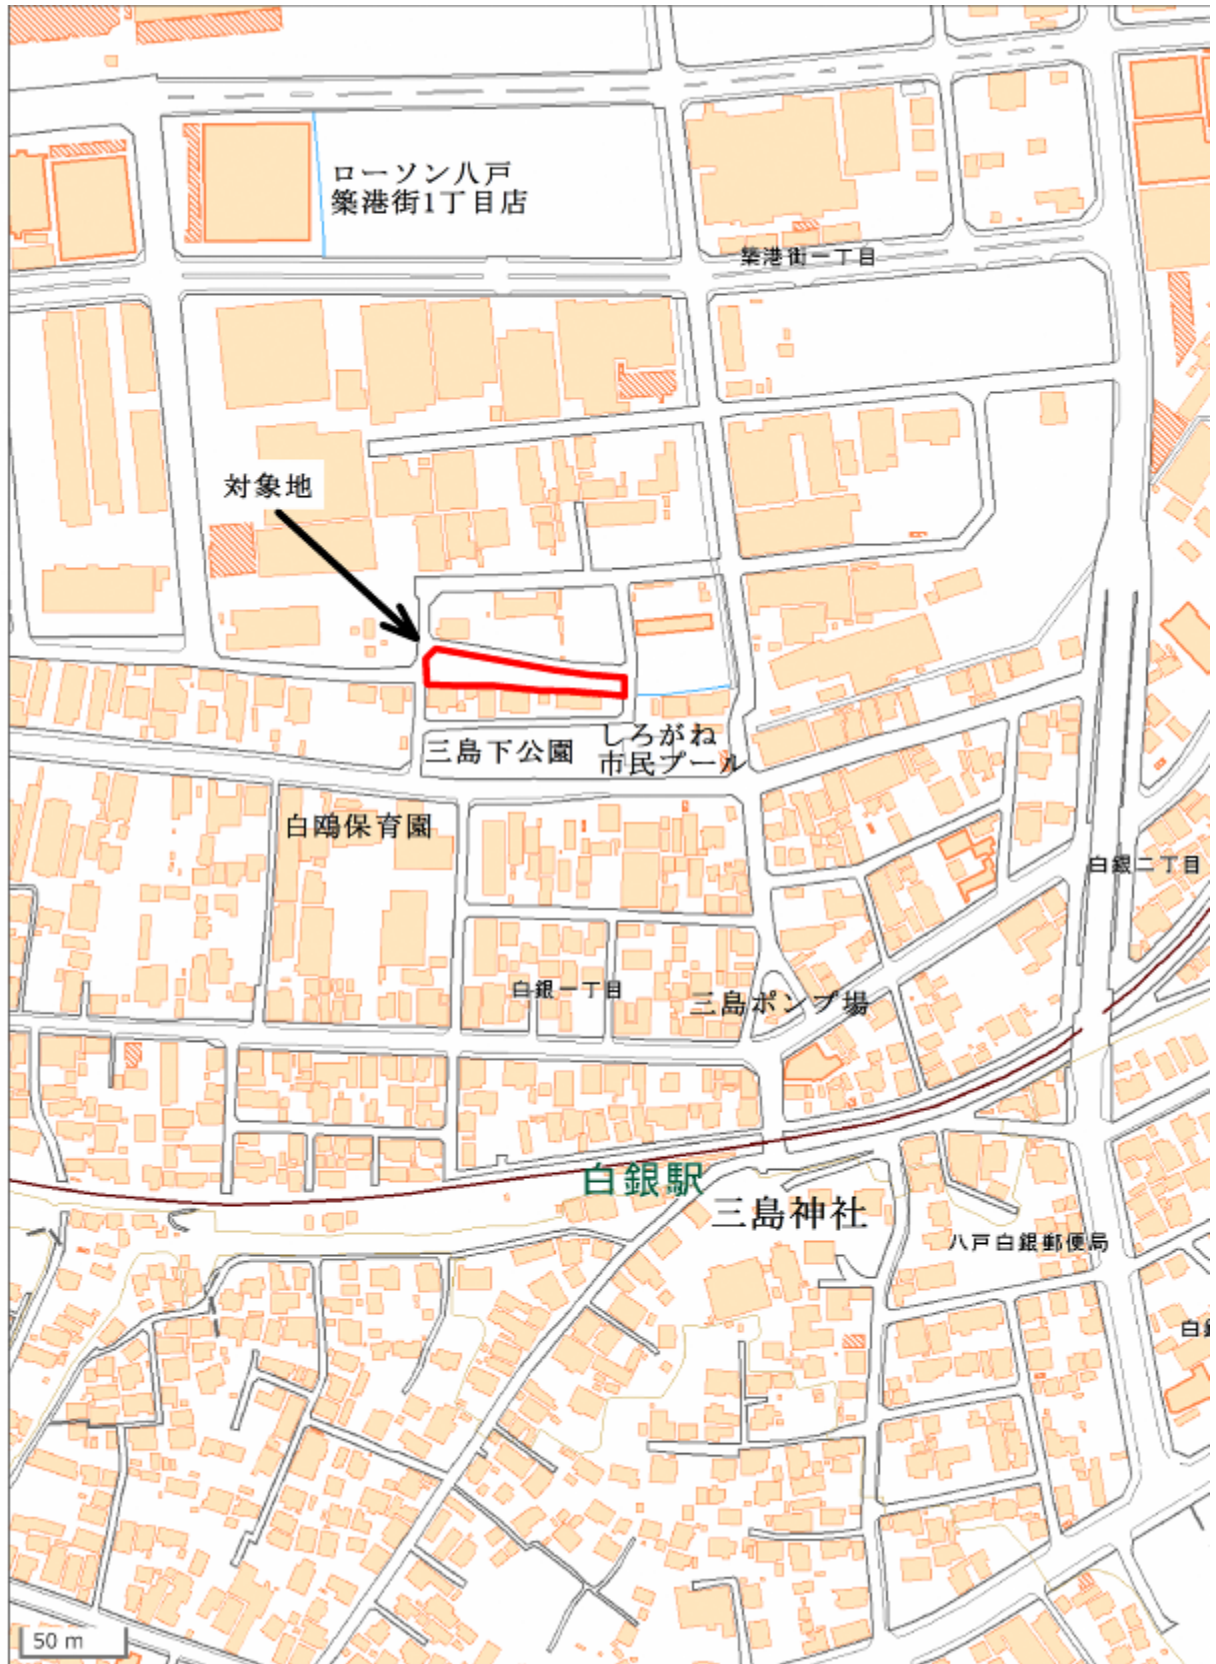 ローソン八戸
築港街1丁目店
築港街一丁目
対象地
三島下公園
しろがね
市民プール
白鴎保育園
白銀二丁目
白銀一丁目
三島ポンプ場
白銀駅
三島神社
八戸白銀郵便局
白銀
50 m